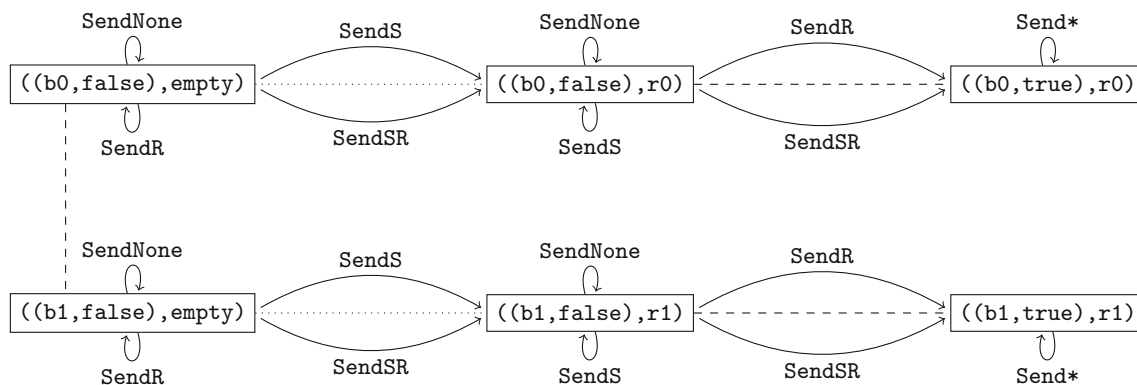 SendNone SendS SendNone SendR Send*
((b0,false),empty) ((b0,false),r0) ((b0,true),r0)
SendR SendSR SendS SendSR
SendNone SendS SendNone SendR
((b1,false),empty) ((b1,false),r1) ((b1,true),r1)
SendR SendSR SendS SendSR Send*